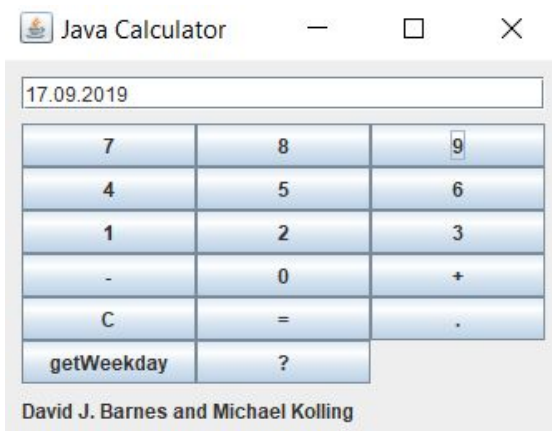 Java Calculator
17.09.2019
7 8 9
4 5 6
1 2 3
- 0 +
C = .
getWeekday ?
David J. Barnes and Michael Kolling